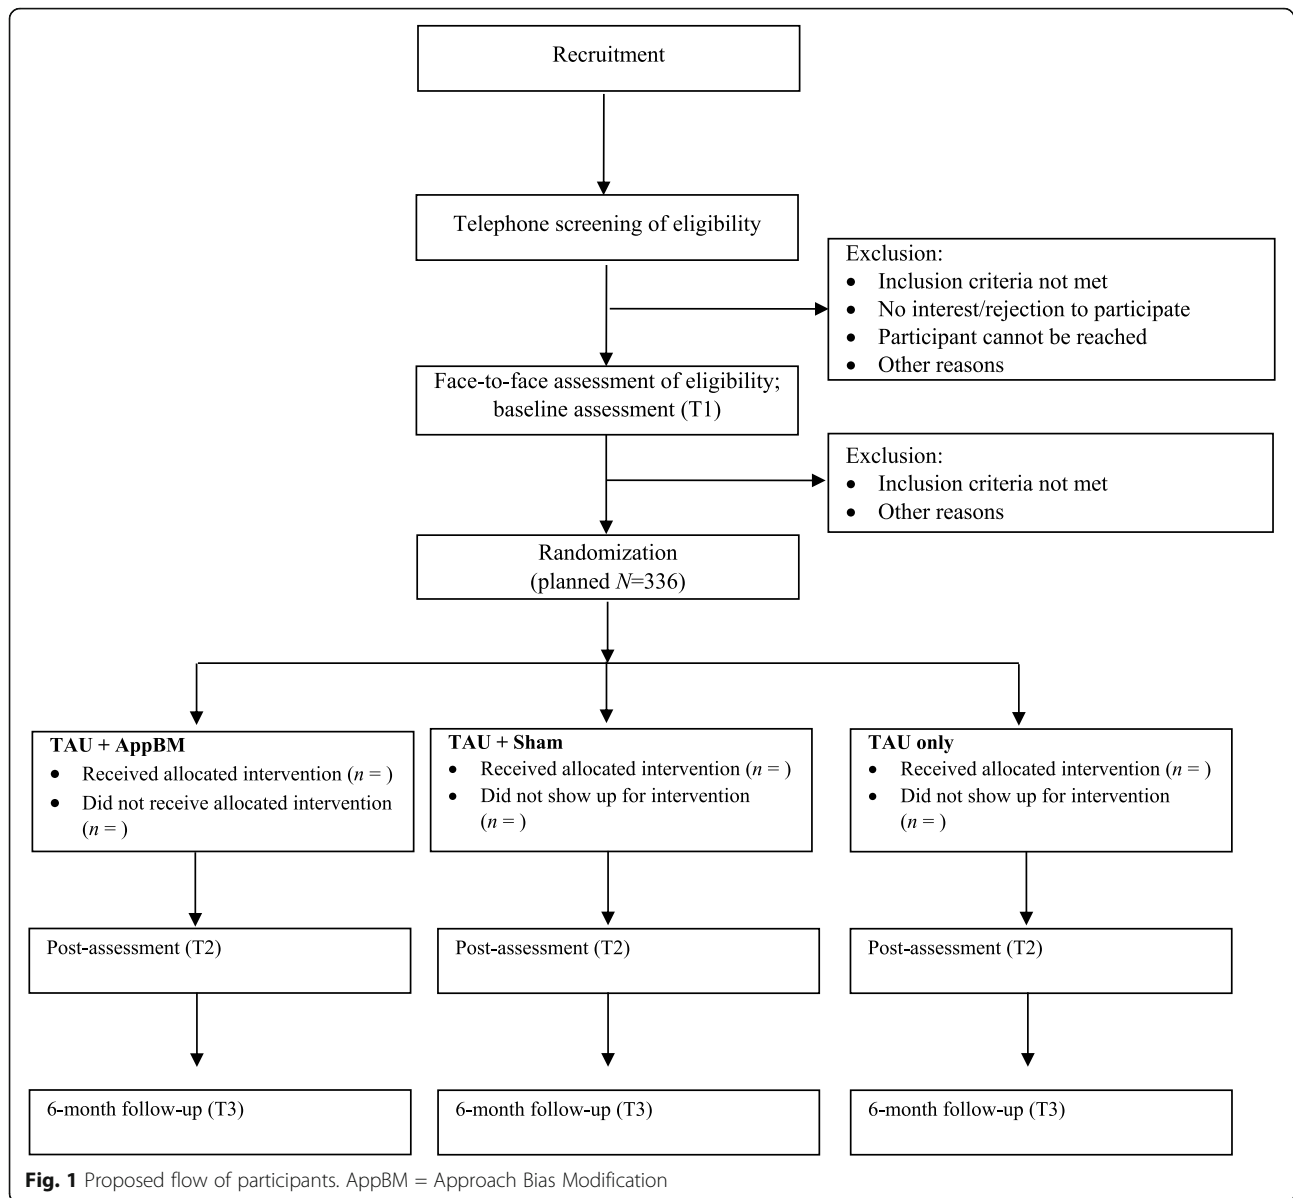 Recruitment
Telephone screening of eligibility
Exclusion:
• Inclusion criteria not met
• No interest/rejection to participate
• Participant cannot be reached
• Other reasons
Face-to-face assessment of eligibility;
baseline assessment (T1)
Exclusion:
• Inclusion criteria not met
• Other reasons
Randomization
(planned N=336)
TAU + AppBM
• Received allocated intervention (n = )
• Did not receive allocated intervention
(n = )
TAU + Sham
• Received allocated intervention (n = )
• Did not show up for intervention
(n = )
TAU only
• Received allocated intervention (n = )
• Did not show up for intervention
(n = )
Post-assessment (T2)
Post-assessment (T2)
Post-assessment (T2)
6-month follow-up (T3)
6-month follow-up (T3)
6-month follow-up (T3)
Fig. 1 Proposed flow of participants. AppBM = Approach Bias Modification